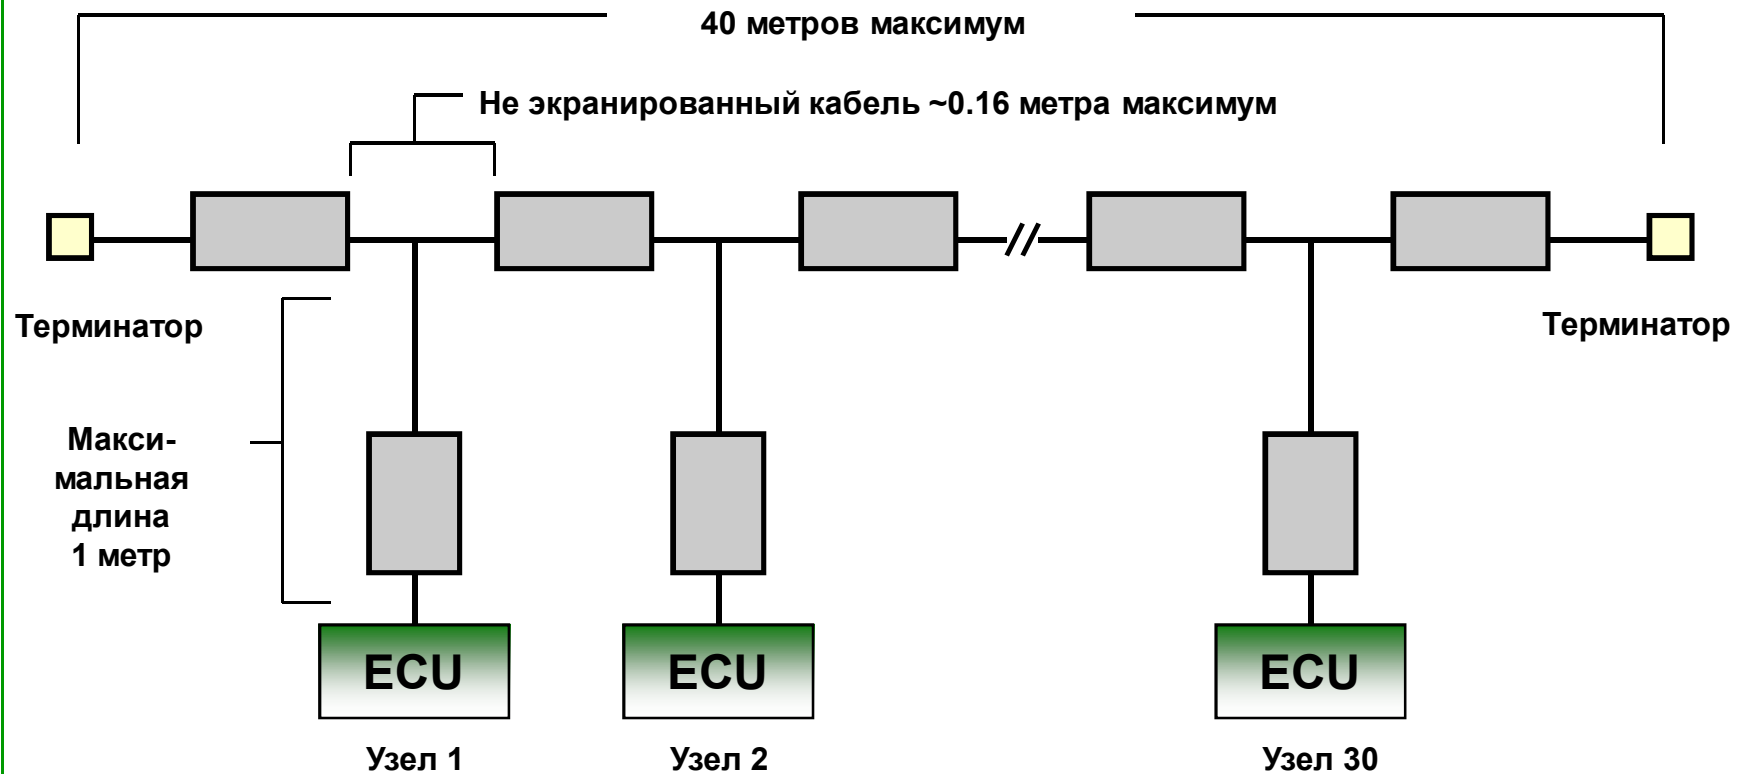 40 метров максимум
Не экранированный кабель ~0.16 метра максимум
Терминатор
Терминатор
Макси-
мальная
длина
1 метр
ECU
ECU
ECU
Узел 1
Узел 2
Узел 30